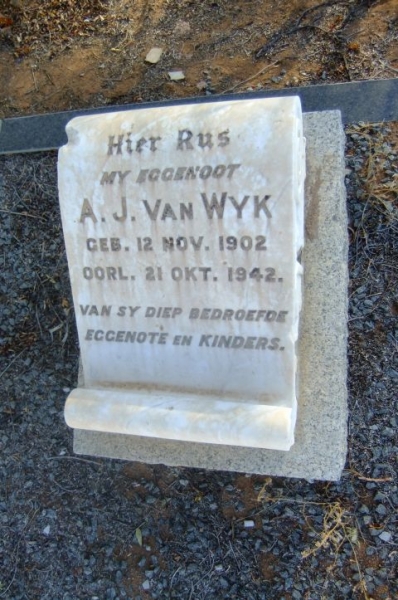 Hier Rus
MY EGGENOOT
A. J. VAN WYK
GEB. 12 NOV. 1902
OORL. 21 OKT. 1942.
VAN SY DIEP BEDROEFDE
EGGENOTE EN KINDERS.